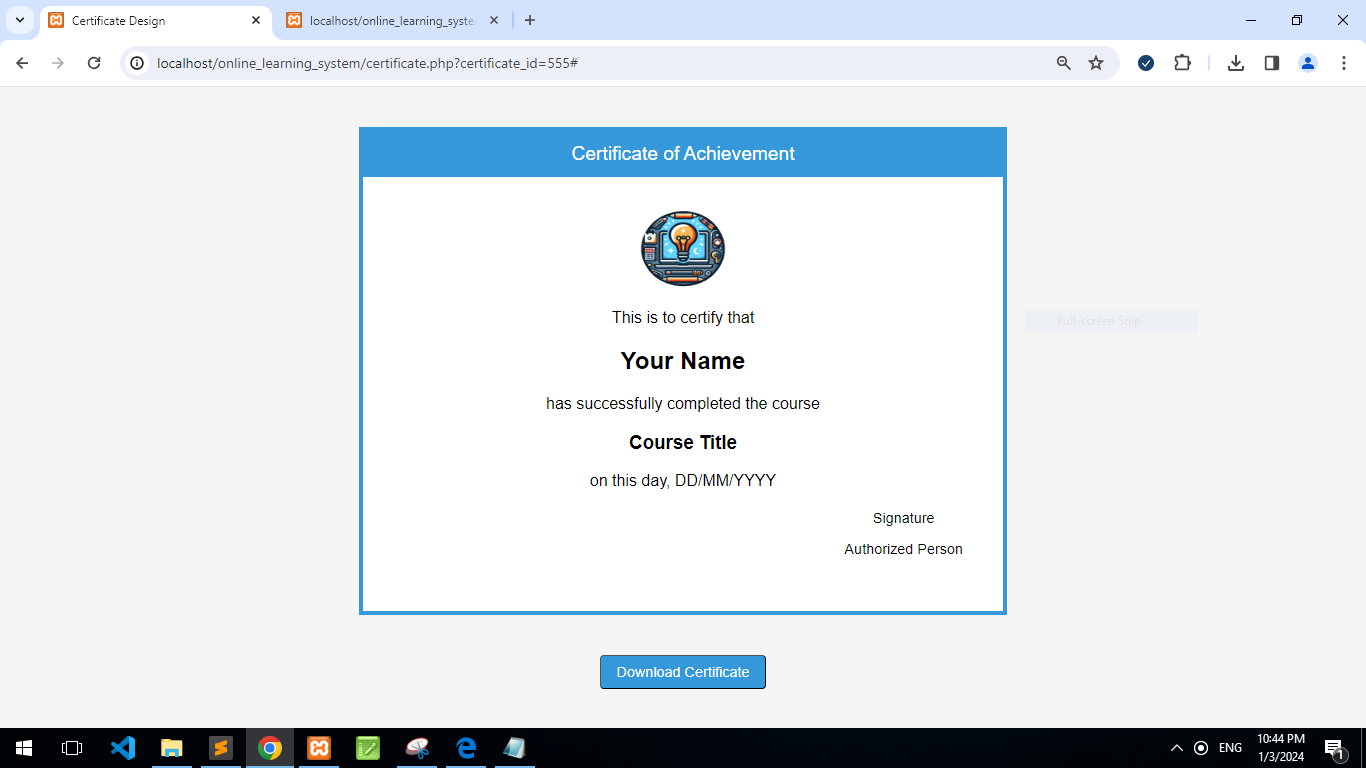 Certificate Design
localhost/online_learning_syste
localhost/online_learning_system/certificate.php?certificate_id=555#
Certificate of Achievement
This is to certify that
Your Name
has successfully completed the course
Course Title
on this day, DD/MM/YYYY
Signature
Authorized Person
Full-screen Snip
Download Certificate
ENG
10:44 PM
1/3/2024
1